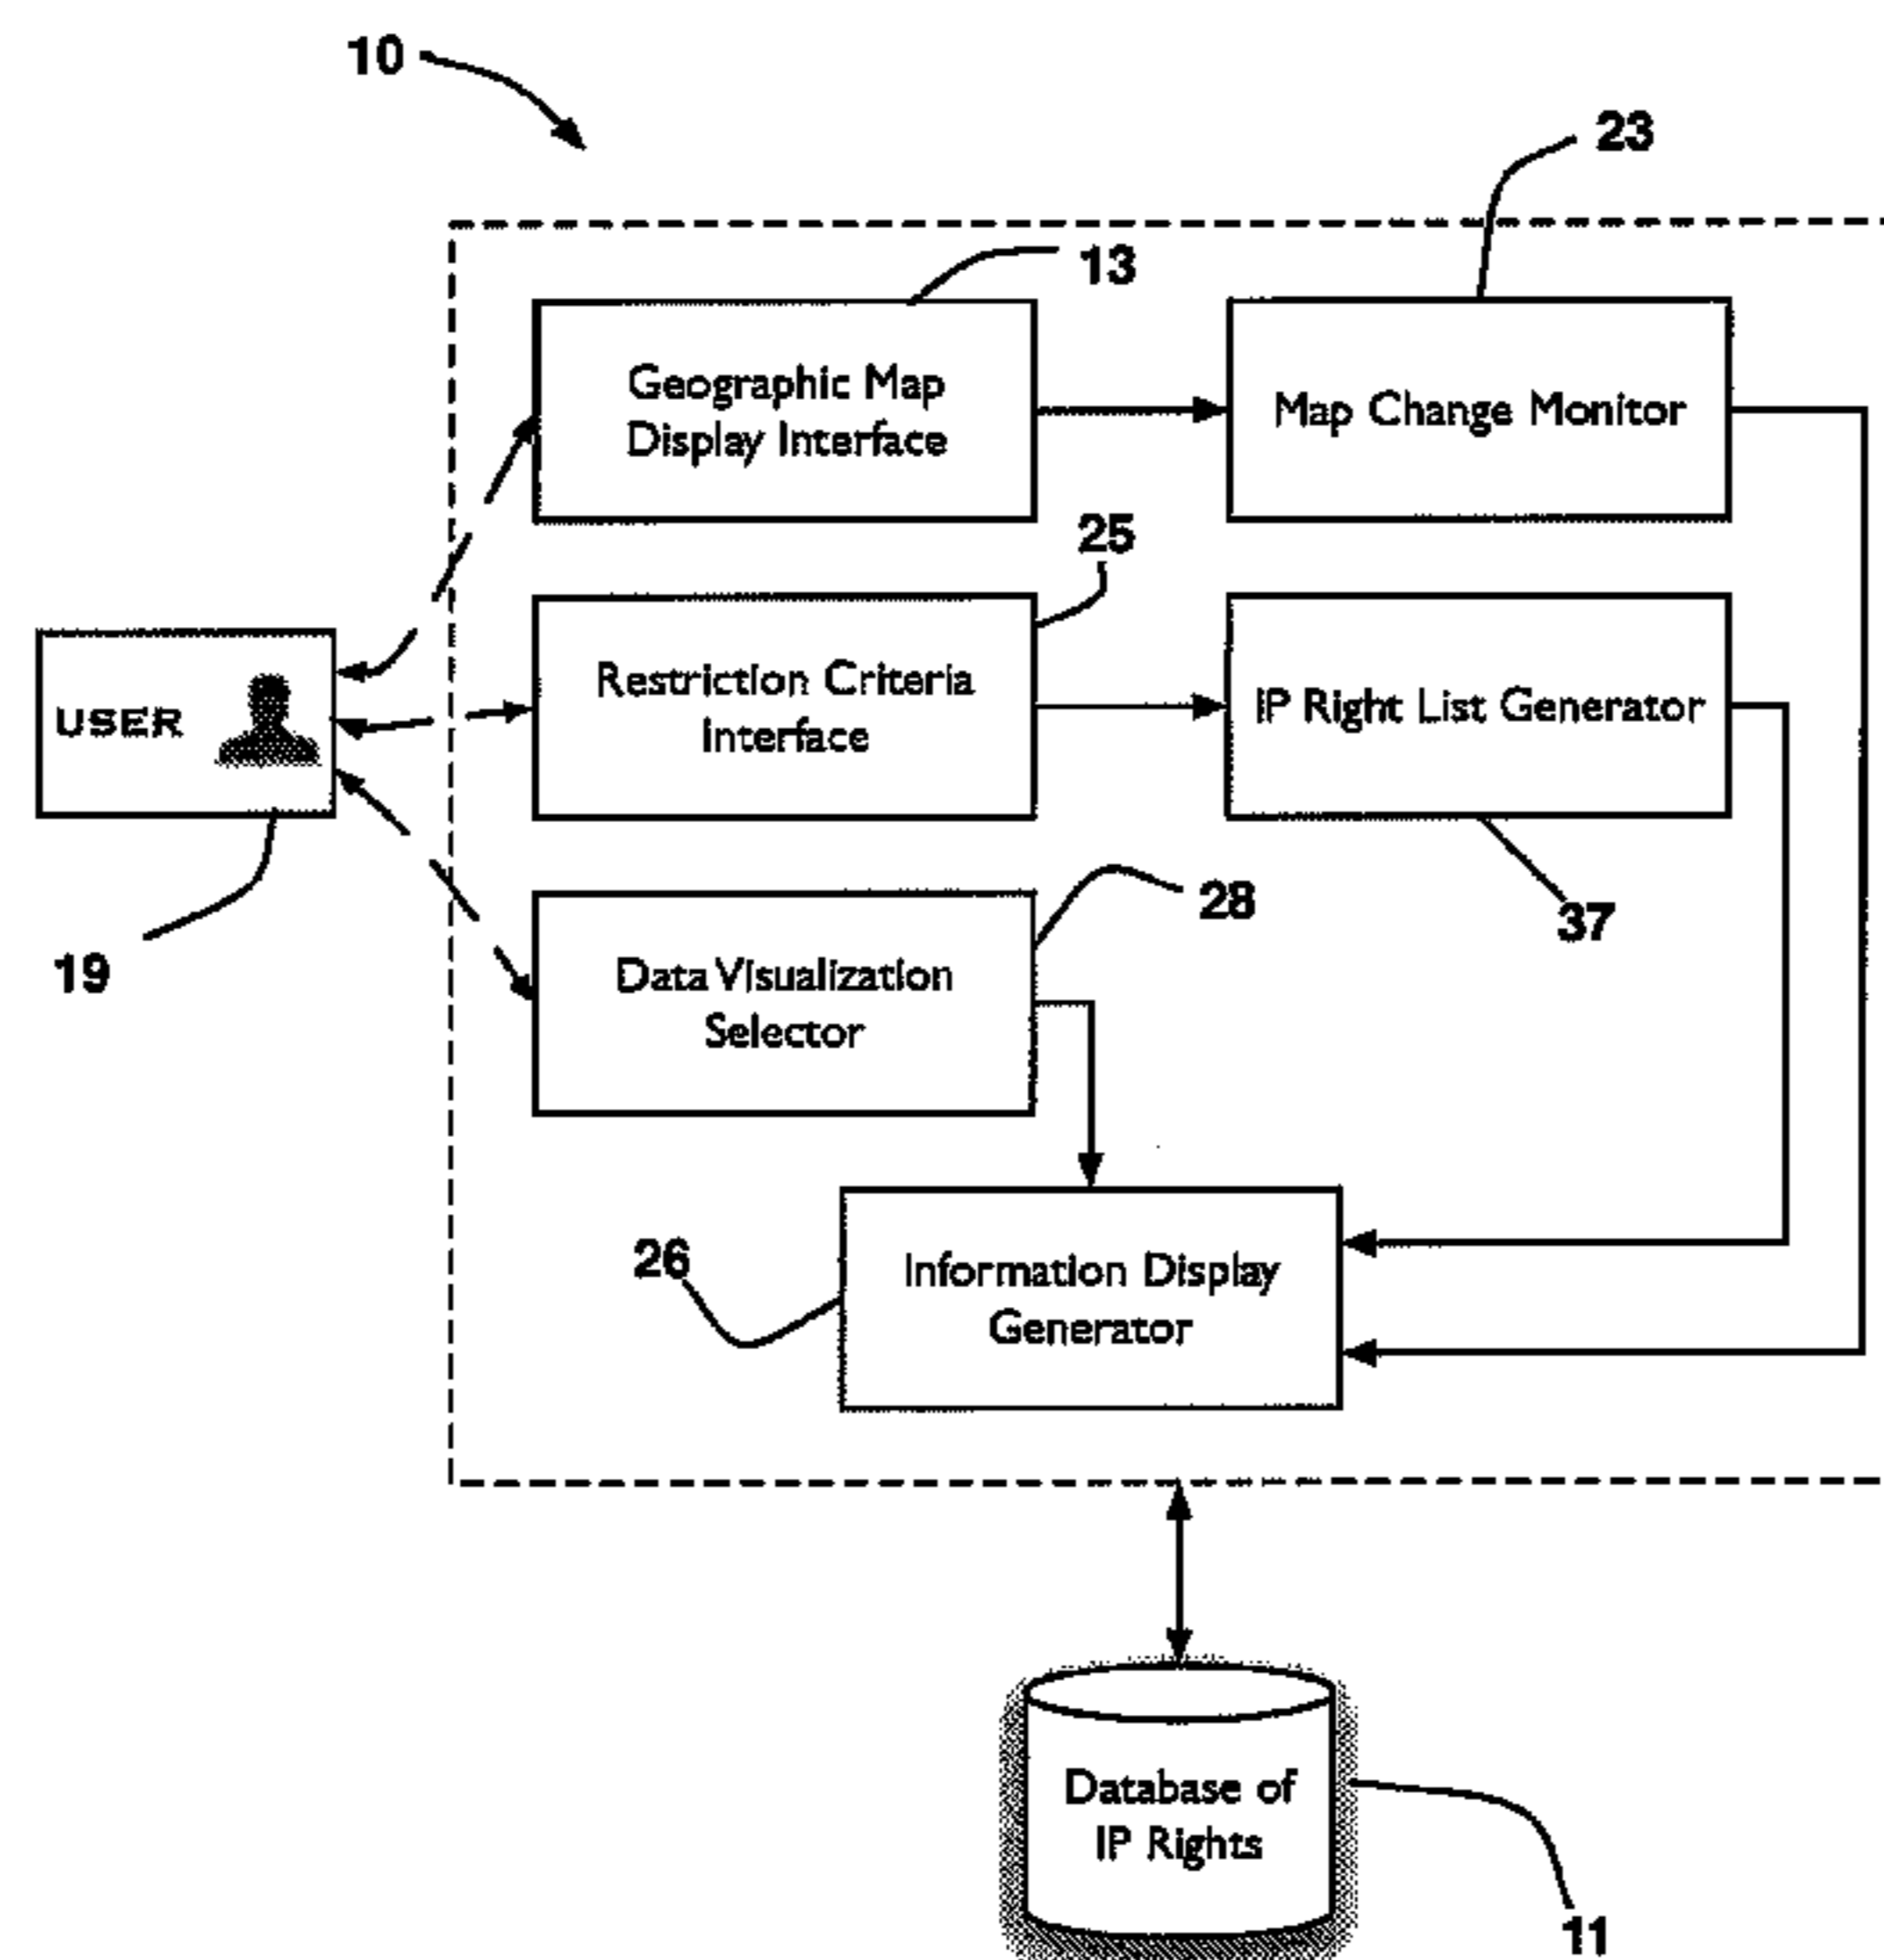 10
23
13
Geographic Map
Display Interface
Map Change Monitor
25
Restriction Criteria
Interface
IP Right List Generator
USER
19
28
37
Data Visualization
Selector
26
Information Display
Generator
Database of
IP Rights
11